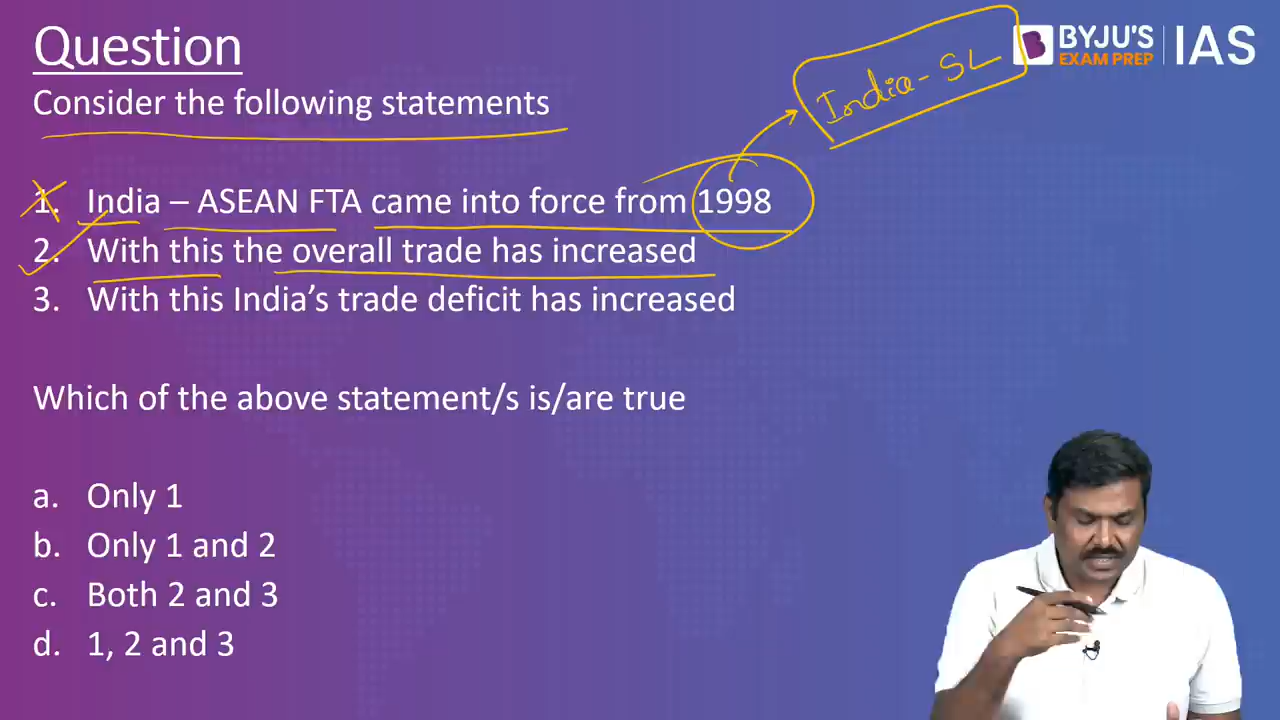 Question
BYJU'S
EXAM PREP
IAS
Consider the following statements
India - SL
1. India – ASEAN FTA came into force from 1998
2. With this the overall trade has increased
3. With this India's trade deficit has increased
Which of the above statement/s is/are true
a. Only 1
b. Only 1 and 2
c. Both 2 and 3
d. 1, 2 and 3